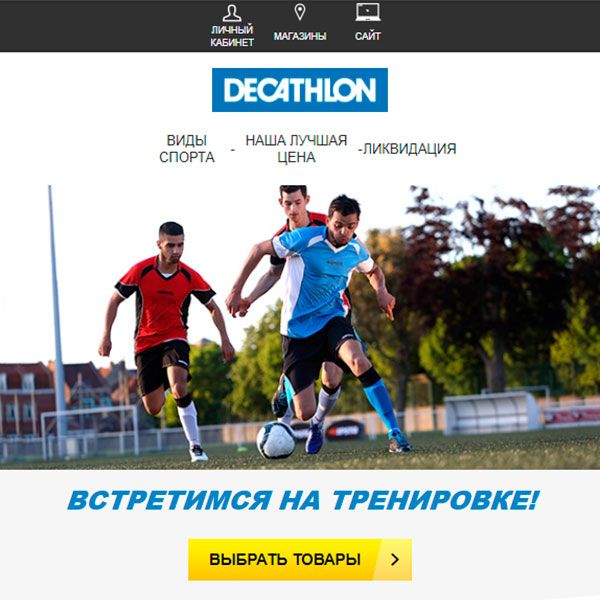 ЛИЧНЫЙ
КАБИНЕТ
МАГАЗИНЫ
САЙТ
DECATHLON
ВИДЫ
СПОРТА
-
НАША ЛУЧШАЯ
ЦЕНА
-ЛИКВИДАЦИЯ
ВСТРЕТИМСЯ НА ТРЕНИРОВКЕ!
ВЫБРАТЬ ТОВАРЫ